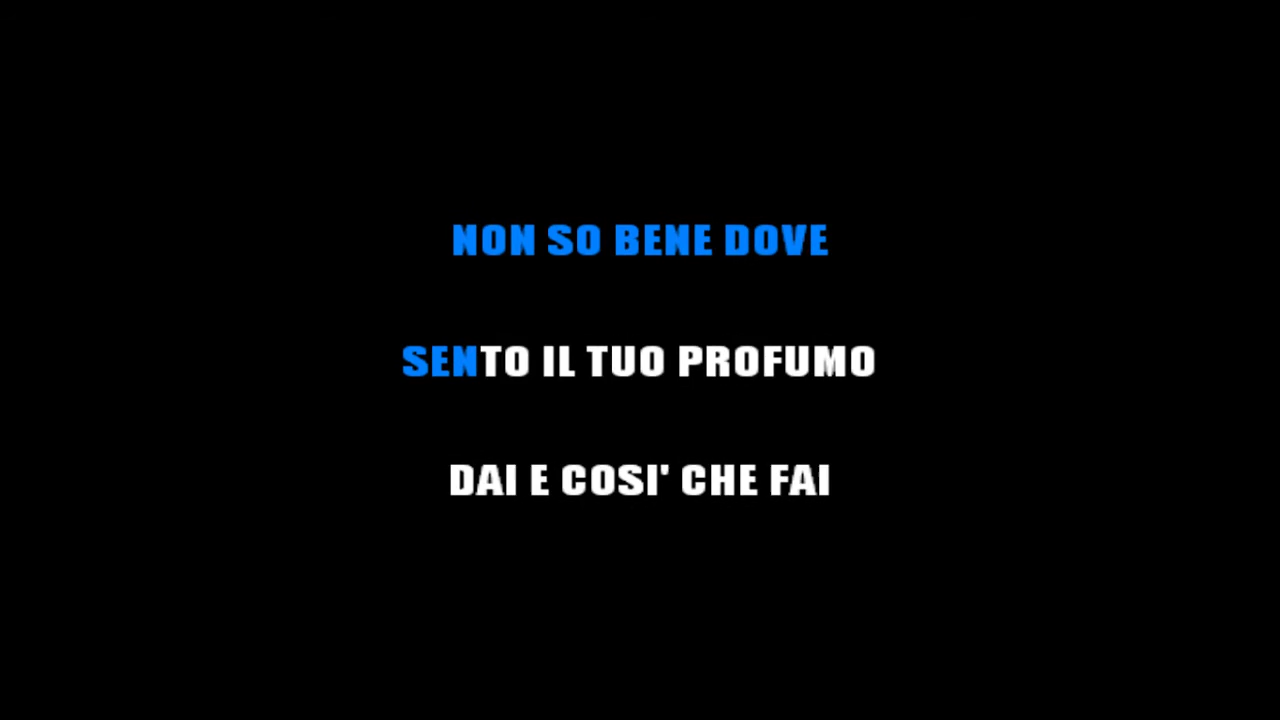 NON SO BENE DOVE
SENTO IL TUO PROFUMO
DAI E COSI' CHE FAI